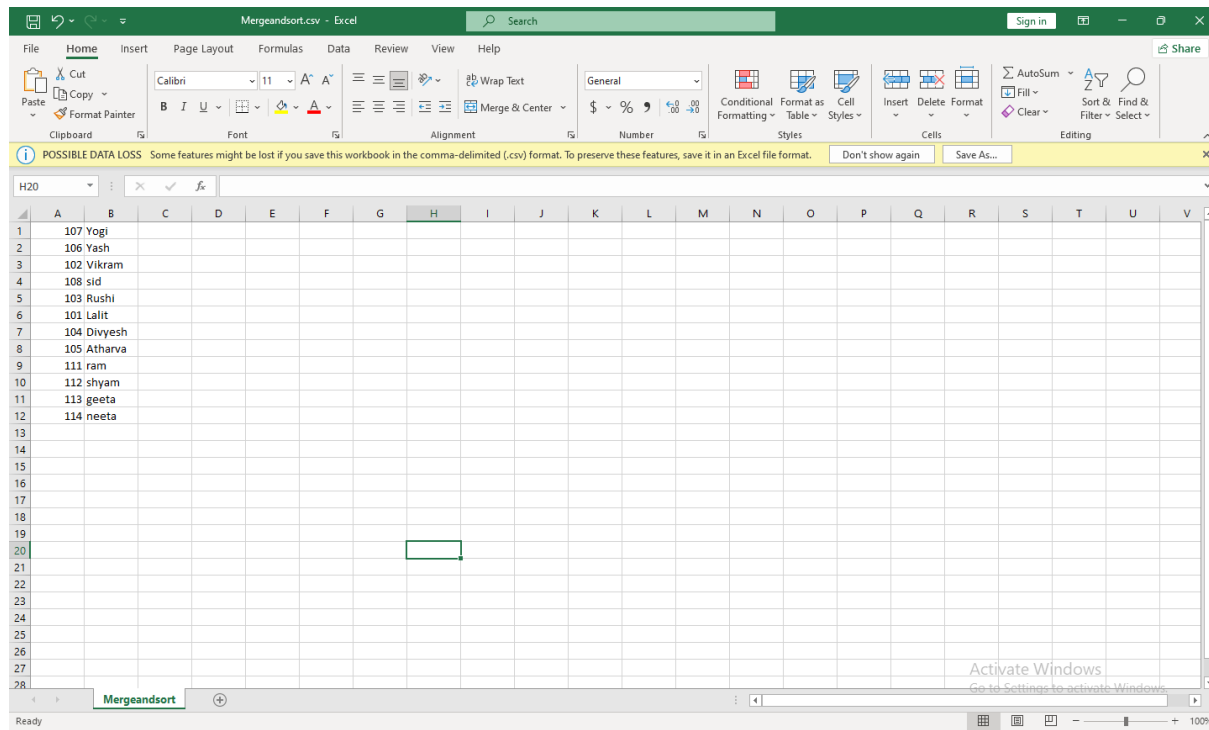 Mergeandsort.csv - Excel
Search
Sign in
File Home Insert Page Layout Formulas Data Review View Help
Share
Paste
Cut
Copy
Format Painter
Clipboard
Calibri 11 A^ Aˇ
B I U A
Font
ab Wrap Text
Merge & Center
Alignment
General
$ % 9 .00 .00
Number
Conditional Formatting
Format as Table
Cell Styles
Styles
Insert Delete Format
Cells
AutoSum
Fill
Clear
Sort & Filter
Find & Select
Editing
POSSIBLE DATA LOSS Some features might be lost if you save this workbook in the comma-delimited (.csv) format. To preserve these features, save it in an Excel file format. Don't show again Save As...
H20 fx
A B C D E F G H I J K L M N O P Q R S T U V
1 107 Yogi
2 106 Yash
3 102 Vikram
4 108 sid
5 103 Rushi
6 101 Lalit
7 104 Divyesh
8 105 Atharva
9 111 ram
10 112 shyam
11 113 geeta
12 114 neeta
13
14
15
16
17
18
19
20
21
22
23
24
25
26
27
28
Activate Windows
Go to Settings to activate Windows.
Mergeandsort
Ready
100%